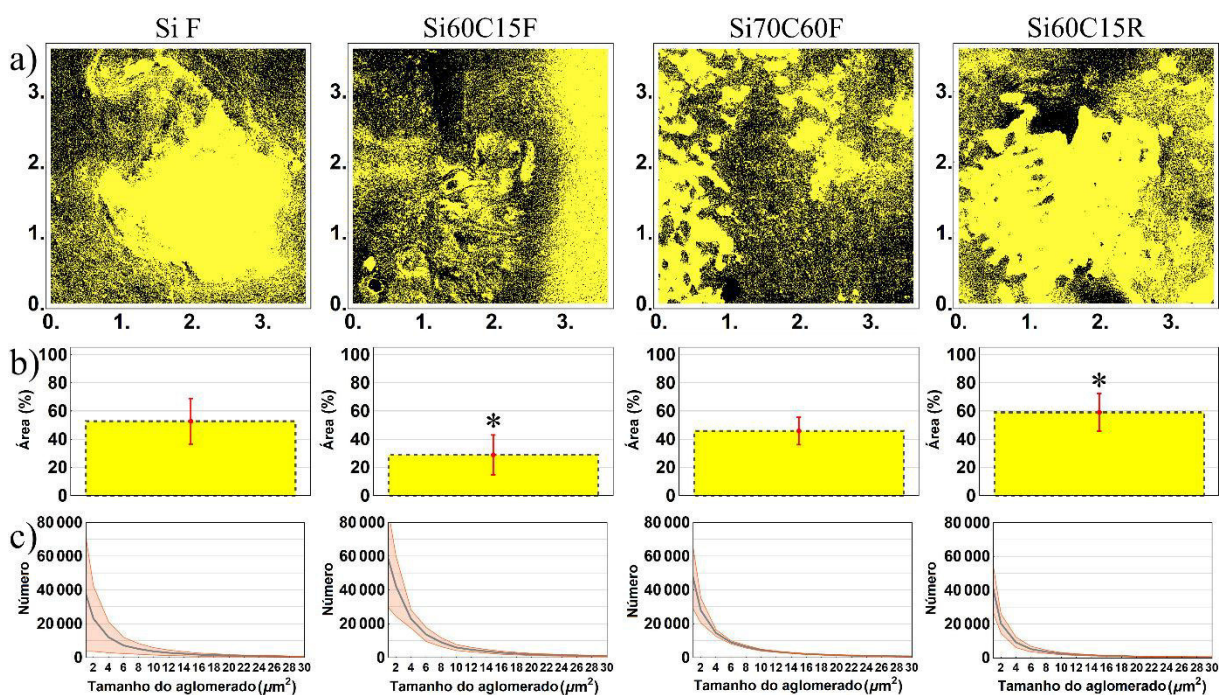 Si F Si60C15F Si70C60F Si60C15R
a)
3. 3. 3. 3.
2. 2. 2. 2.
1. 1. 1. 1.
0. 0. 0. 0.
0. 1. 2. 3. 0. 1. 2. 3. 0. 1. 2. 3. 0. 1. 2. 3.
b)
Área (%) Área (%) Área (%) Área (%)
100 100 100 100
80 80 80 80
* *
60 60 60 60
40 40 40 40
20 20 20 20
0 0 0 0
c)
Número Número Número Número
80 000 80 000 80 000 80 000
60 000 60 000 60 000 60 000
40 000 40 000 40 000 40 000
20 000 20 000 20 000 20 000
0 0 0 0
2 4 6 8 10 12 14 16 18 20 22 24 26 28 30 2 4 6 8 10 12 14 16 18 20 22 24 26 28 30 2 4 6 8 10 12 14 16 18 20 22 24 26 28 30 2 4 6 8 10 12 14 16 18 20 22 24 26 28 30
Tamanho do aglomerado (μm²) Tamanho do aglomerado (μm²) Tamanho do aglomerado (μm²) Tamanho do aglomerado (μm²)